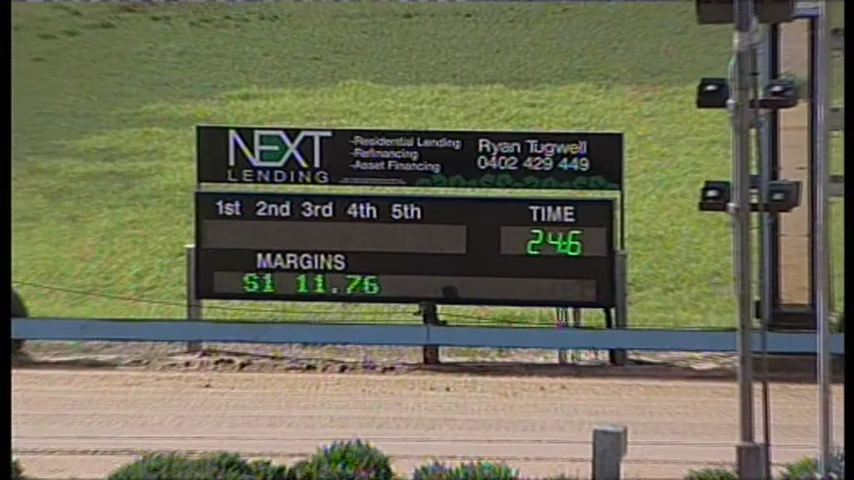 NEXT
LENDING
-Residential Lending
-Refinancing
-Asset Financing
Ryan Tugwell
0402 429 449
1st 2nd 3rd 4th 5th
TIME
24:6
MARGINS
S1 11.76